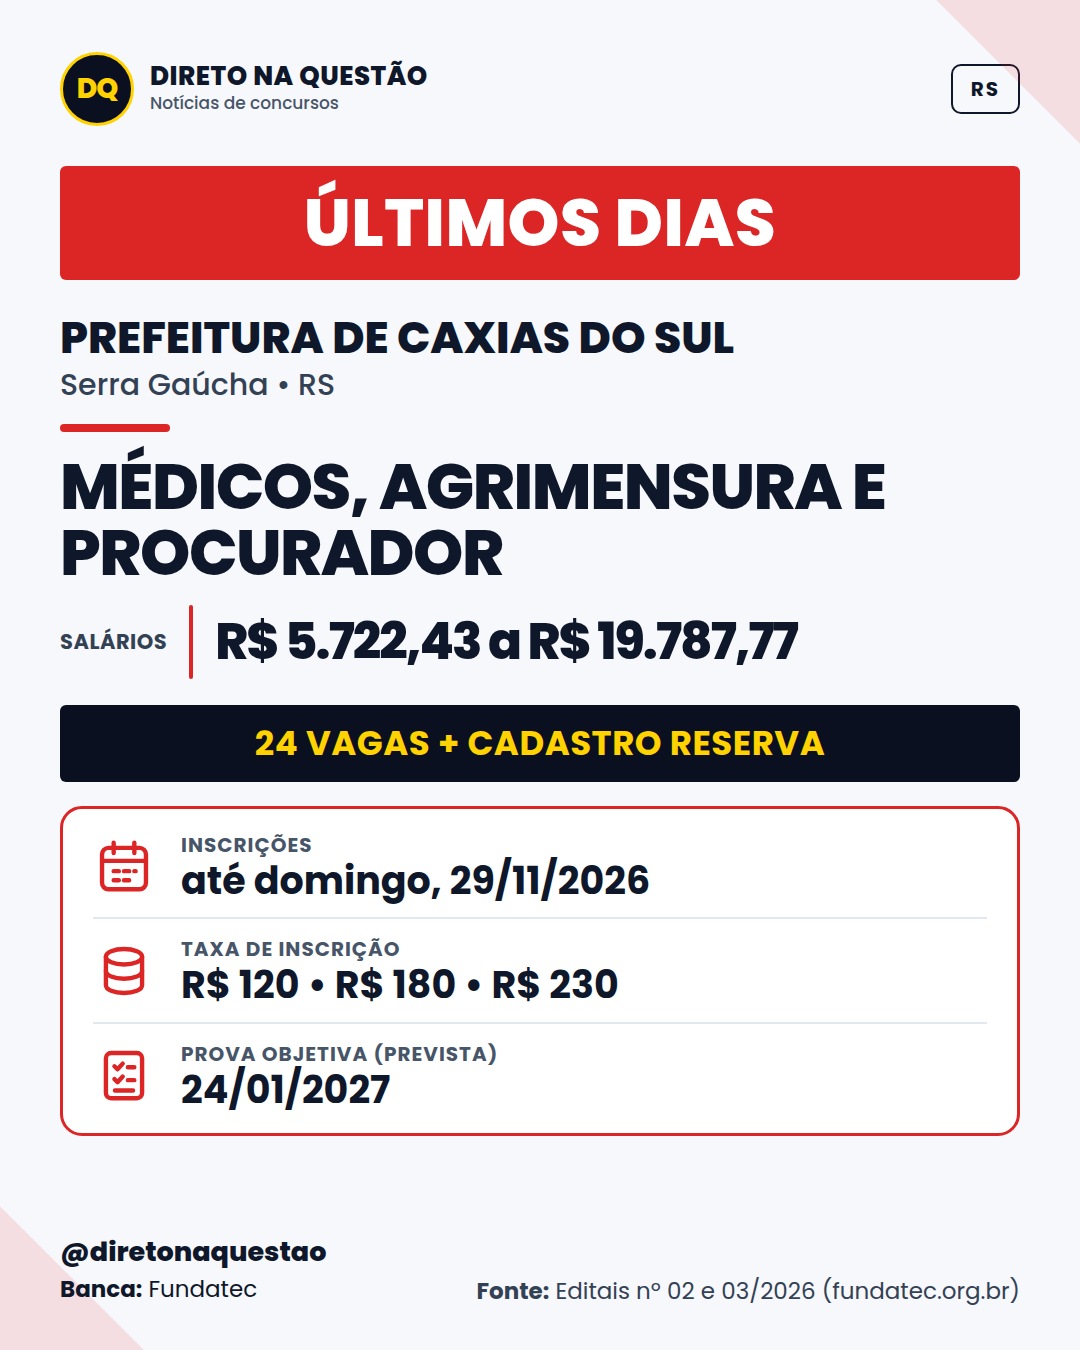 DQ
DIRETO NA QUESTÃO
Notícias de concursos
RS
ÚLTIMOS DIAS
PREFEITURA DE CAXIAS DO SUL
Serra Gaúcha • RS
MÉDICOS, AGRIMENSURA E
PROCURADOR
SALÁRIOS
R$ 5.722,43 a R$ 19.787,77
24 VAGAS + CADASTRO RESERVA
INSCRIÇÕES
até domingo, 29/11/2026
TAXA DE INSCRIÇÃO
R$ 120 • R$ 180 • R$ 230
PROVA OBJETIVA (PREVISTA)
24/01/2027
@diretonaquestao
Banca: Fundatec
Fonte: Editais nº 02 e 03/2026 (fundatec.org.br)